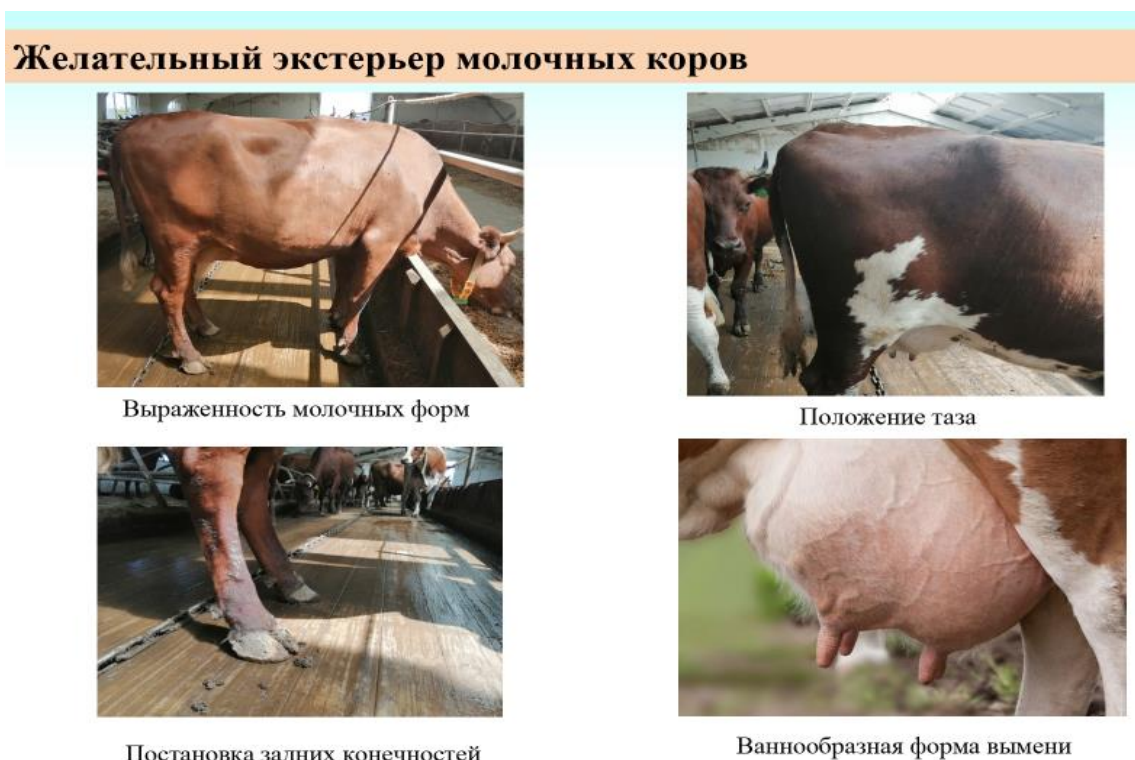 Желательный экстерьер молочных коров
Выраженность молочных форм
Положение таза
Постановка задних конечностей
Ваннообразная форма вымени